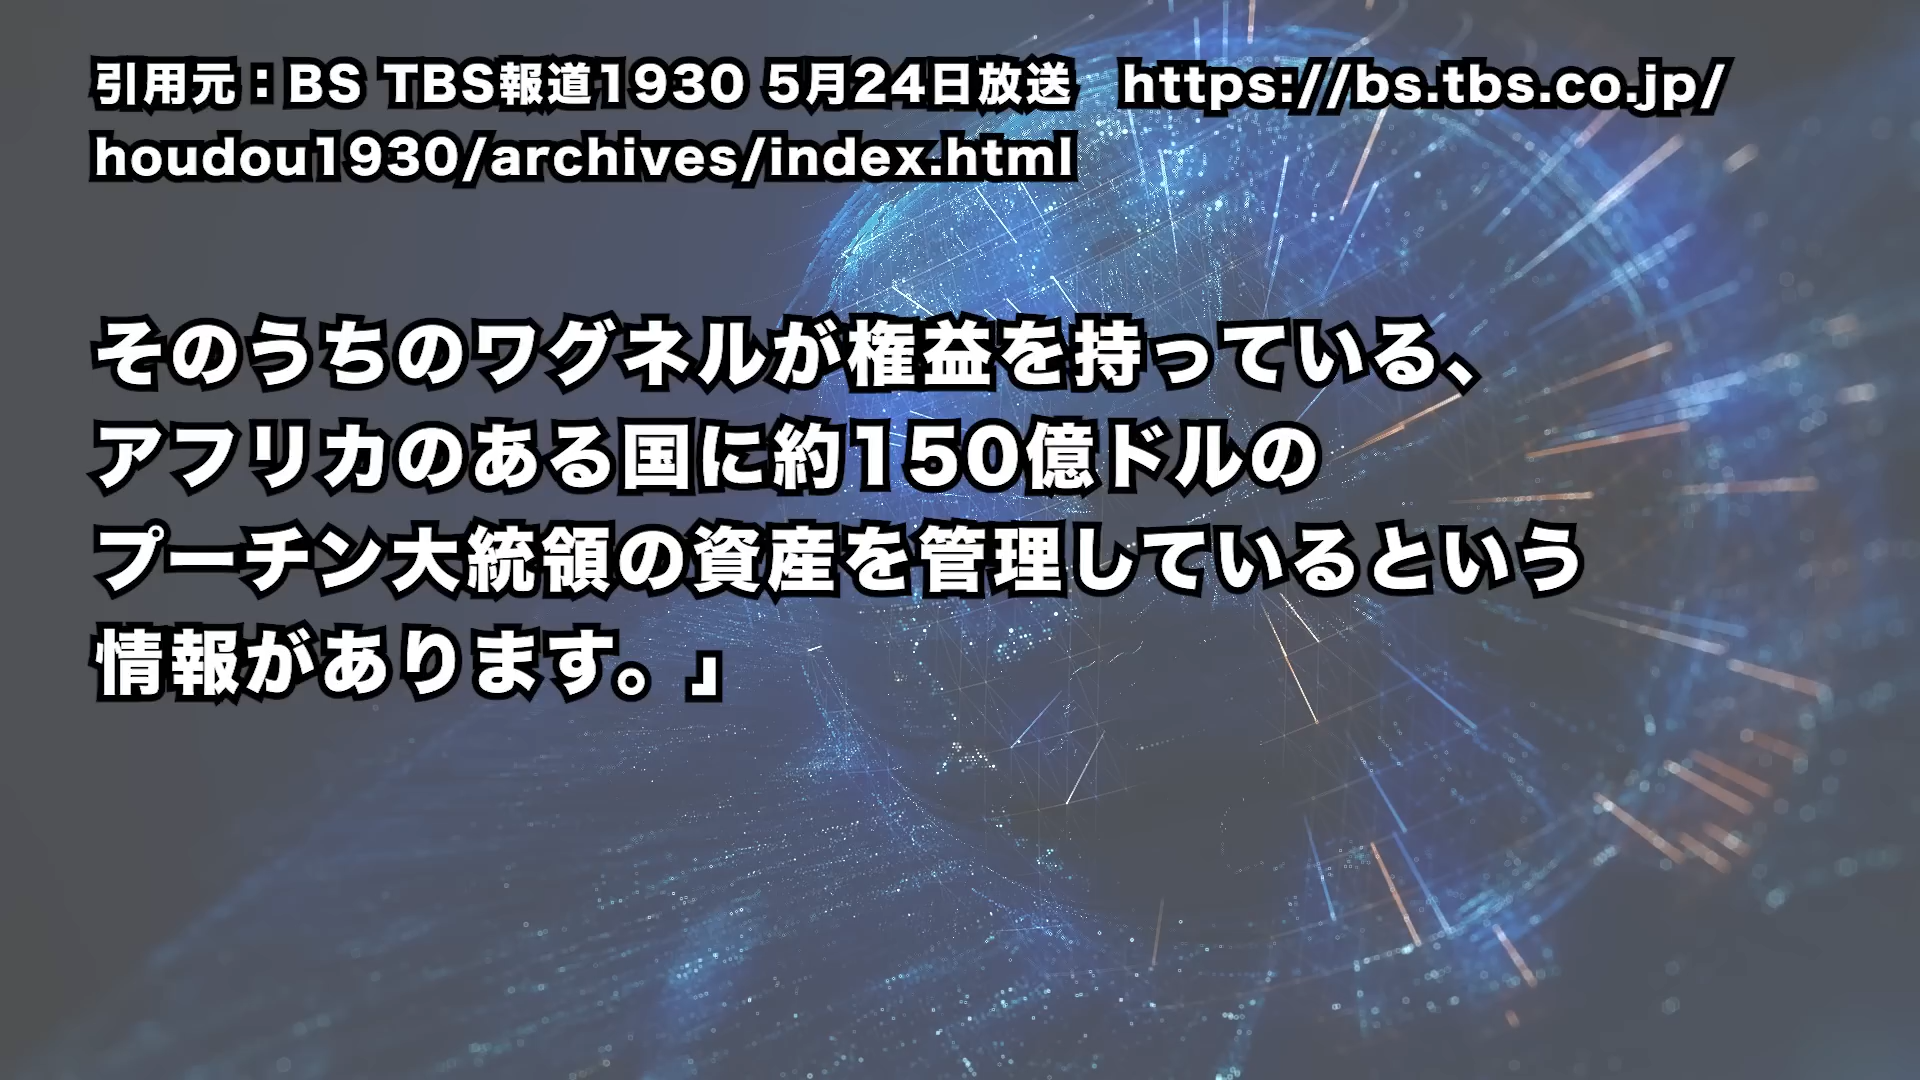 引用元：BS TBS報道1930 5月24日放送　https://bs.tbs.co.jp/
houdou1930/archives/index.html
そのうちのワグネルが権益を持っている、
アフリカのある国に約150億ドルの
プーチン大統領の資産を管理しているという
情報があります。」